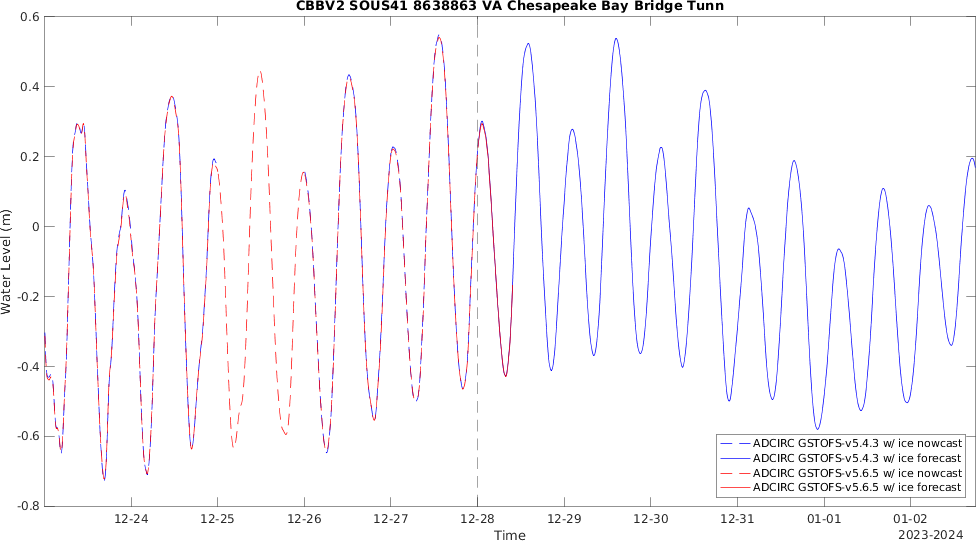 CBBV2 SOUS41 8638863 VA Chesapeake Bay Bridge Tunn
0.6
0.4
0.2
0
-0.2
-0.4
-0.6
-0.8
Water Level (m)
ADCIRC GSTOFS-v5.4.3 w/ ice nowcast
ADCIRC GSTOFS-v5.4.3 w/ ice forecast
ADCIRC GSTOFS-v5.6.5 w/ ice nowcast
ADCIRC GSTOFS-v5.6.5 w/ ice forecast
12-24 12-25 12-26 12-27 12-28 12-29 12-30 12-31 01-01 01-02
Time
2023-2024